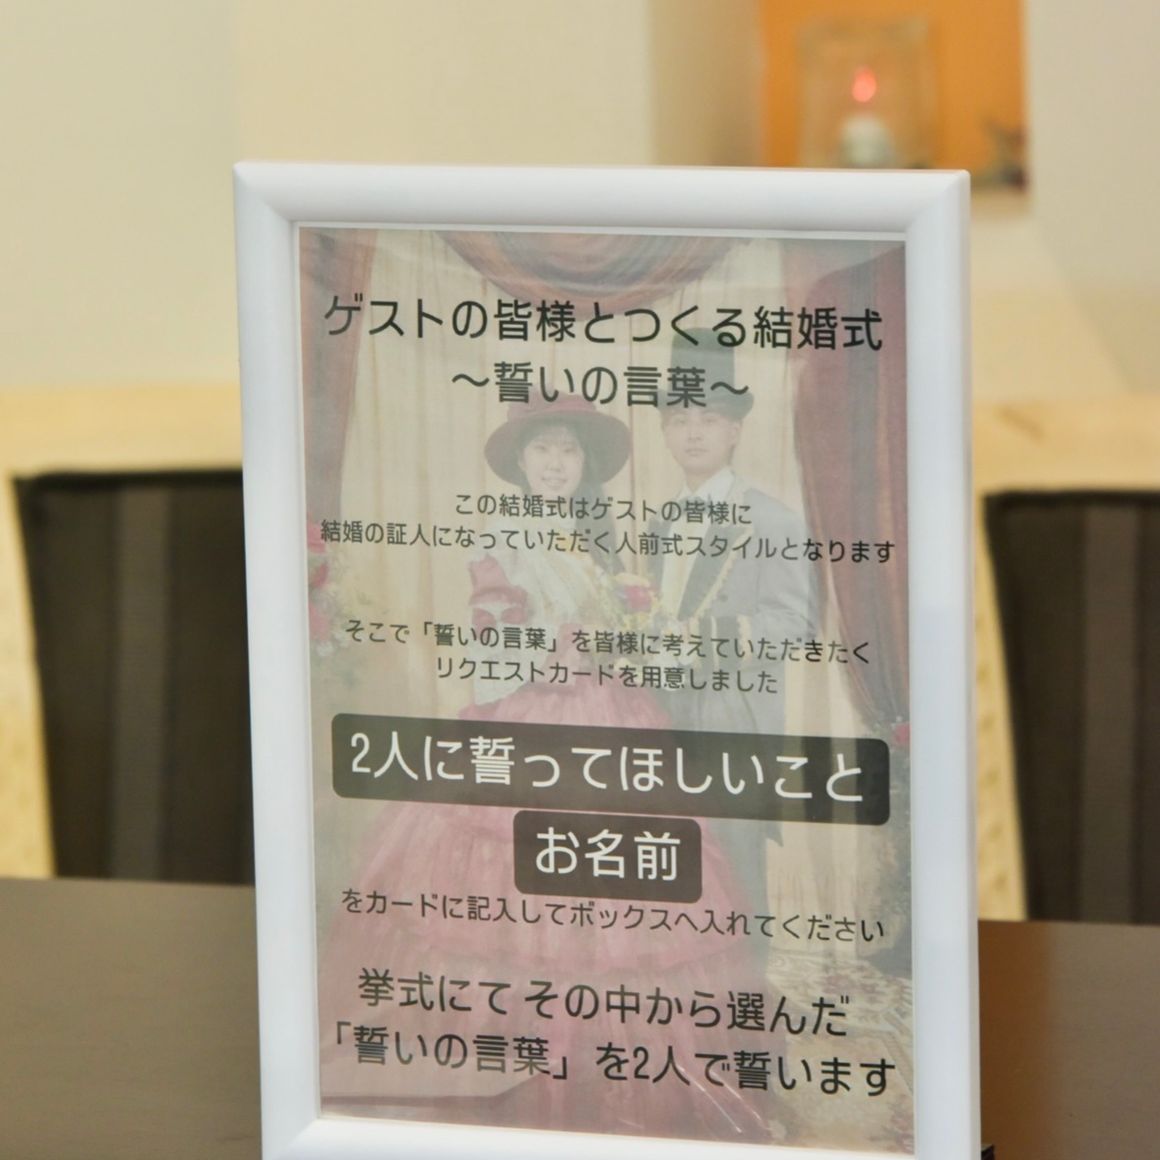 ゲストの皆様とつくる結婚式
～誓いの言葉～
この結婚式はゲストの皆様に
結婚の証人になっていただく人前式スタイルとなります
そこで「誓いの言葉」を皆様に考えていただきたく
リクエストカードを用意しました
2人に誓ってほしいこと
お名前
をカードに記入してボックスへ入れてください
挙式にてその中から選んだ
「誓いの言葉」を2人で誓います